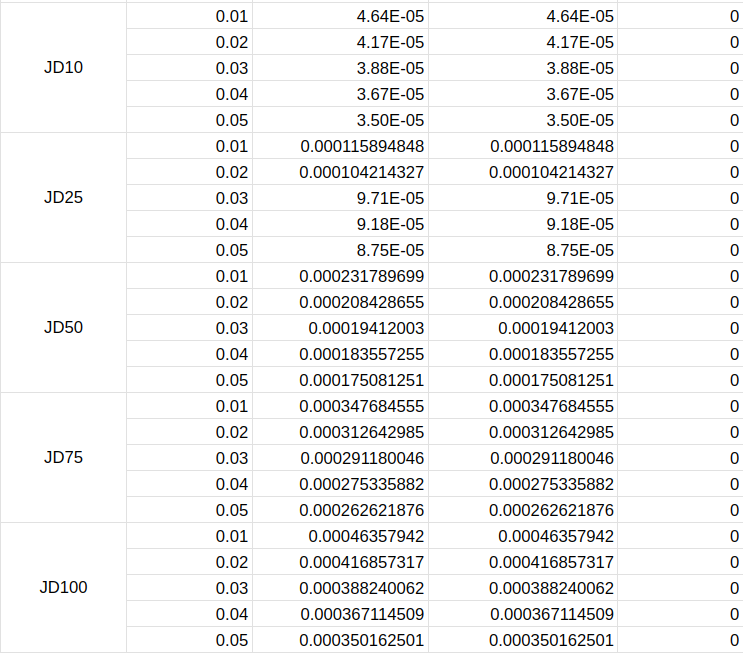 0.01 4.64E-05 4.64E-05 0
0.02 4.17E-05 4.17E-05 0
JD10 0.03 3.88E-05 3.88E-05 0
0.04 3.67E-05 3.67E-05 0
0.05 3.50E-05 3.50E-05 0
0.01 0.000115894848 0.000115894848 0
0.02 0.000104214327 0.000104214327 0
JD25 0.03 9.71E-05 9.71E-05 0
0.04 9.18E-05 9.18E-05 0
0.05 8.75E-05 8.75E-05 0
0.01 0.000231789699 0.000231789699 0
0.02 0.000208428655 0.000208428655 0
JD50 0.03 0.00019412003 0.00019412003 0
0.04 0.000183557255 0.000183557255 0
0.05 0.000175081251 0.000175081251 0
0.01 0.000347684555 0.000347684555 0
0.02 0.000312642985 0.000312642985 0
JD75 0.03 0.000291180046 0.000291180046 0
0.04 0.000275335882 0.000275335882 0
0.05 0.000262621876 0.000262621876 0
0.01 0.00046357942 0.00046357942 0
0.02 0.000416857317 0.000416857317 0
JD100 0.03 0.000388240062 0.000388240062 0
0.04 0.000367114509 0.000367114509 0
0.05 0.000350162501 0.000350162501 0